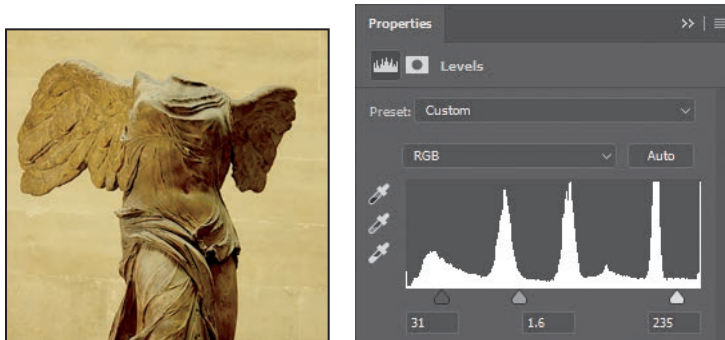 Properties
Levels
Preset: Custom
RGB
Auto
31 1.6 235